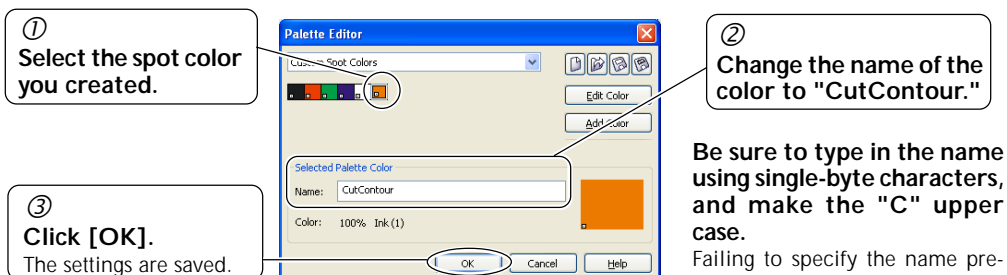 ①
Select the spot color
you created.
Palette Editor
Custom Spot Colors
Edit Color
Add Color
Selected Palette Color
Name: CutContour
Color: 100% Ink (1)
OK Cancel Help
②
Change the name of the
color to "CutContour."
Be sure to type in the name
using single-byte characters,
and make the "C" upper
case.
Failing to specify the name pre-
③
Click [OK].
The settings are saved.